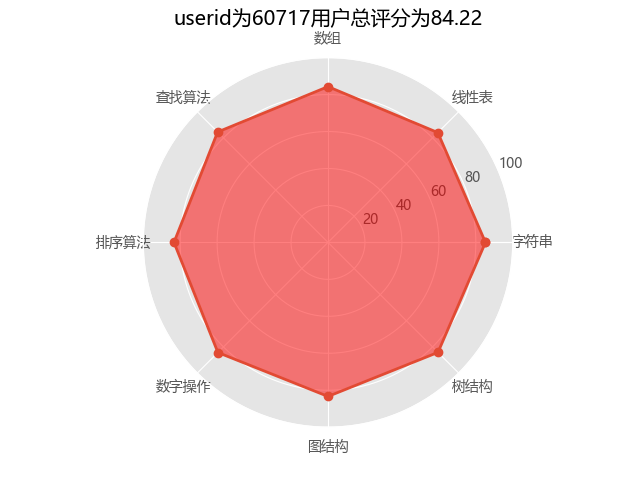 userid为60717用户总评分为84.22
数组
查找算法
线性表
100
80
60
40
20
排序算法
字符串
数字操作
树结构
图结构